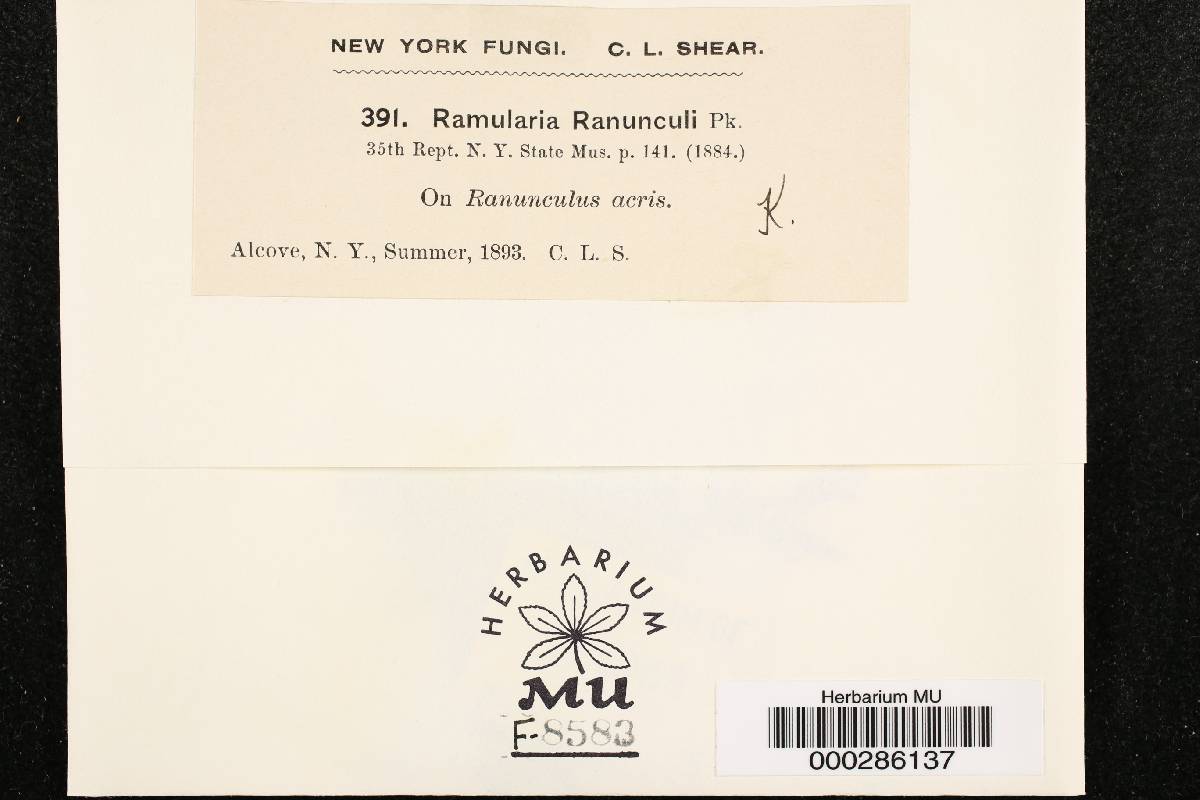 NEW YORK FUNGI. C. L. SHEAR.
391. Ramularia Ranunculi Pk.
35th Rept. N. Y. State Mus. p. 141. (1884.)
On Ranunculus acris.
K.
Alcove, N. Y., Summer, 1893. C. L. S.
HERBARIUM
MU
F-8583
Herbarium MU
000286137